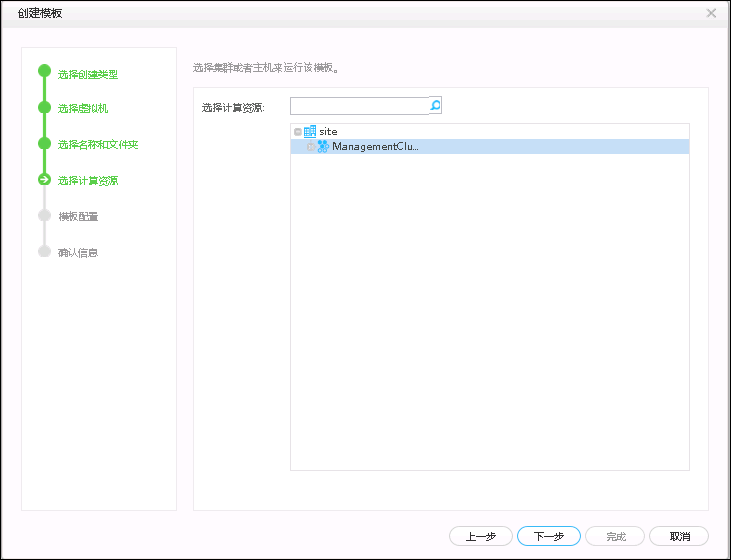 创建模板
选择创建类型
选择虚拟机
选择名称和文件夹
选择计算资源
模板配置
确认信息
选择集群或者主机来运行该模板。
选择计算资源:
site
ManagementClu...
上一步
下一步
完成
取消